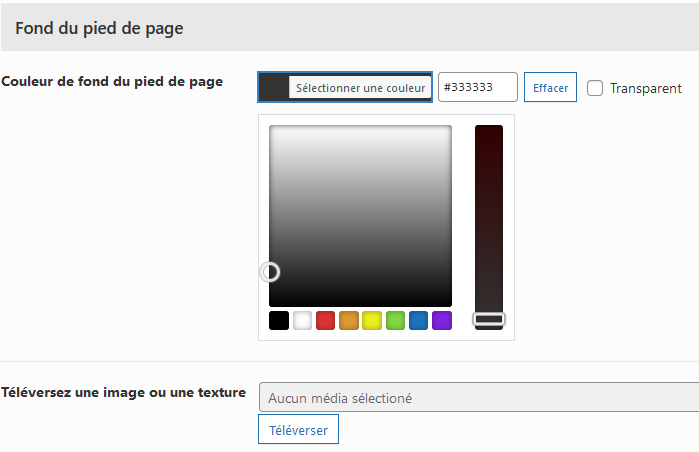 Fond du pied de page
Couleur de fond du pied de page
Sélectionner une couleur
#333333
Effacer
Transparent
Téléversez une image ou une texture
Aucun média sélectioné
Téléverser